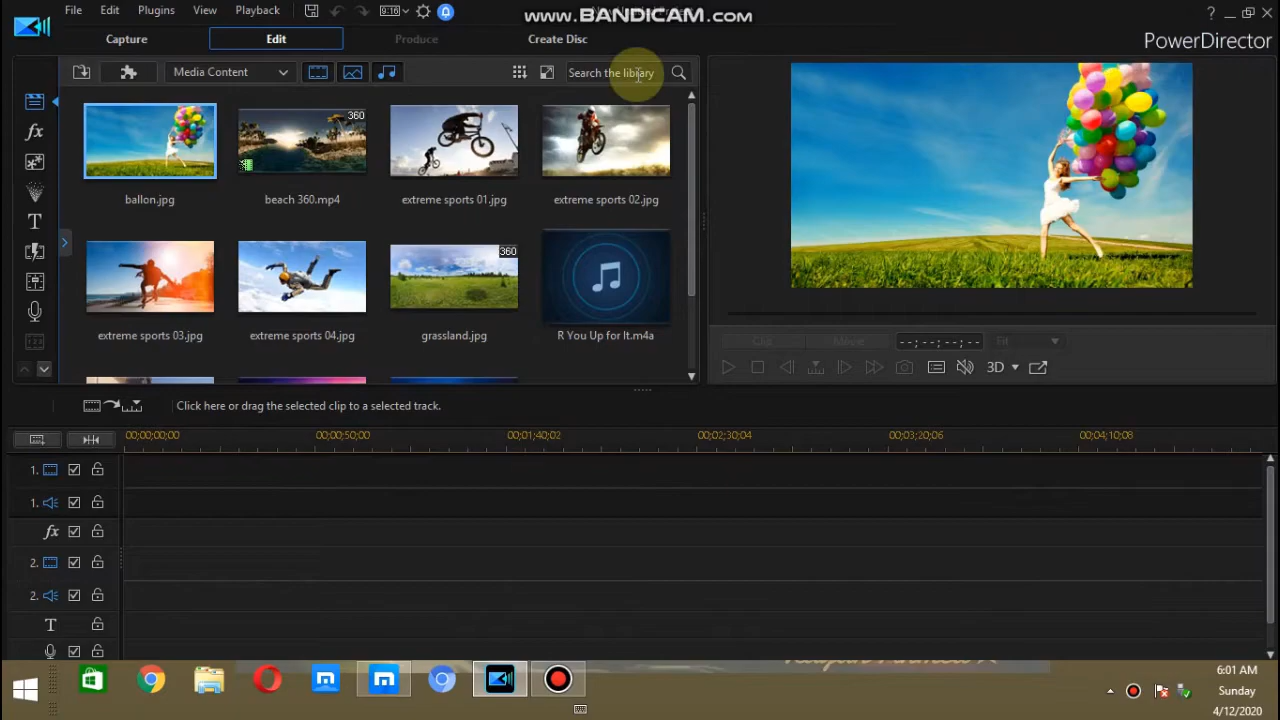 File Edit Plugins View Playback
0:16
www.BANDICAM.com
Capture Edit Produce Create Disc
PowerDirector
Media Content
Search the library
360
ballon.jpg beach 360.mp4 extreme sports 01.jpg extreme sports 02.jpg
360
extreme sports 03.jpg extreme sports 04.jpg grassland.jpg R You Up for It.m4a
fx
T
Clip Movie --;--;--;-- Fit
3D
Click here or drag the selected clip to a selected track.
00;00;00;00 00;00;50;00 00;01;40;02 00;02;30;04 00;03;20;06 00;04;10;08
1.
1.
fx
2.
2.
T
6:01 AM
Sunday
4/12/2020